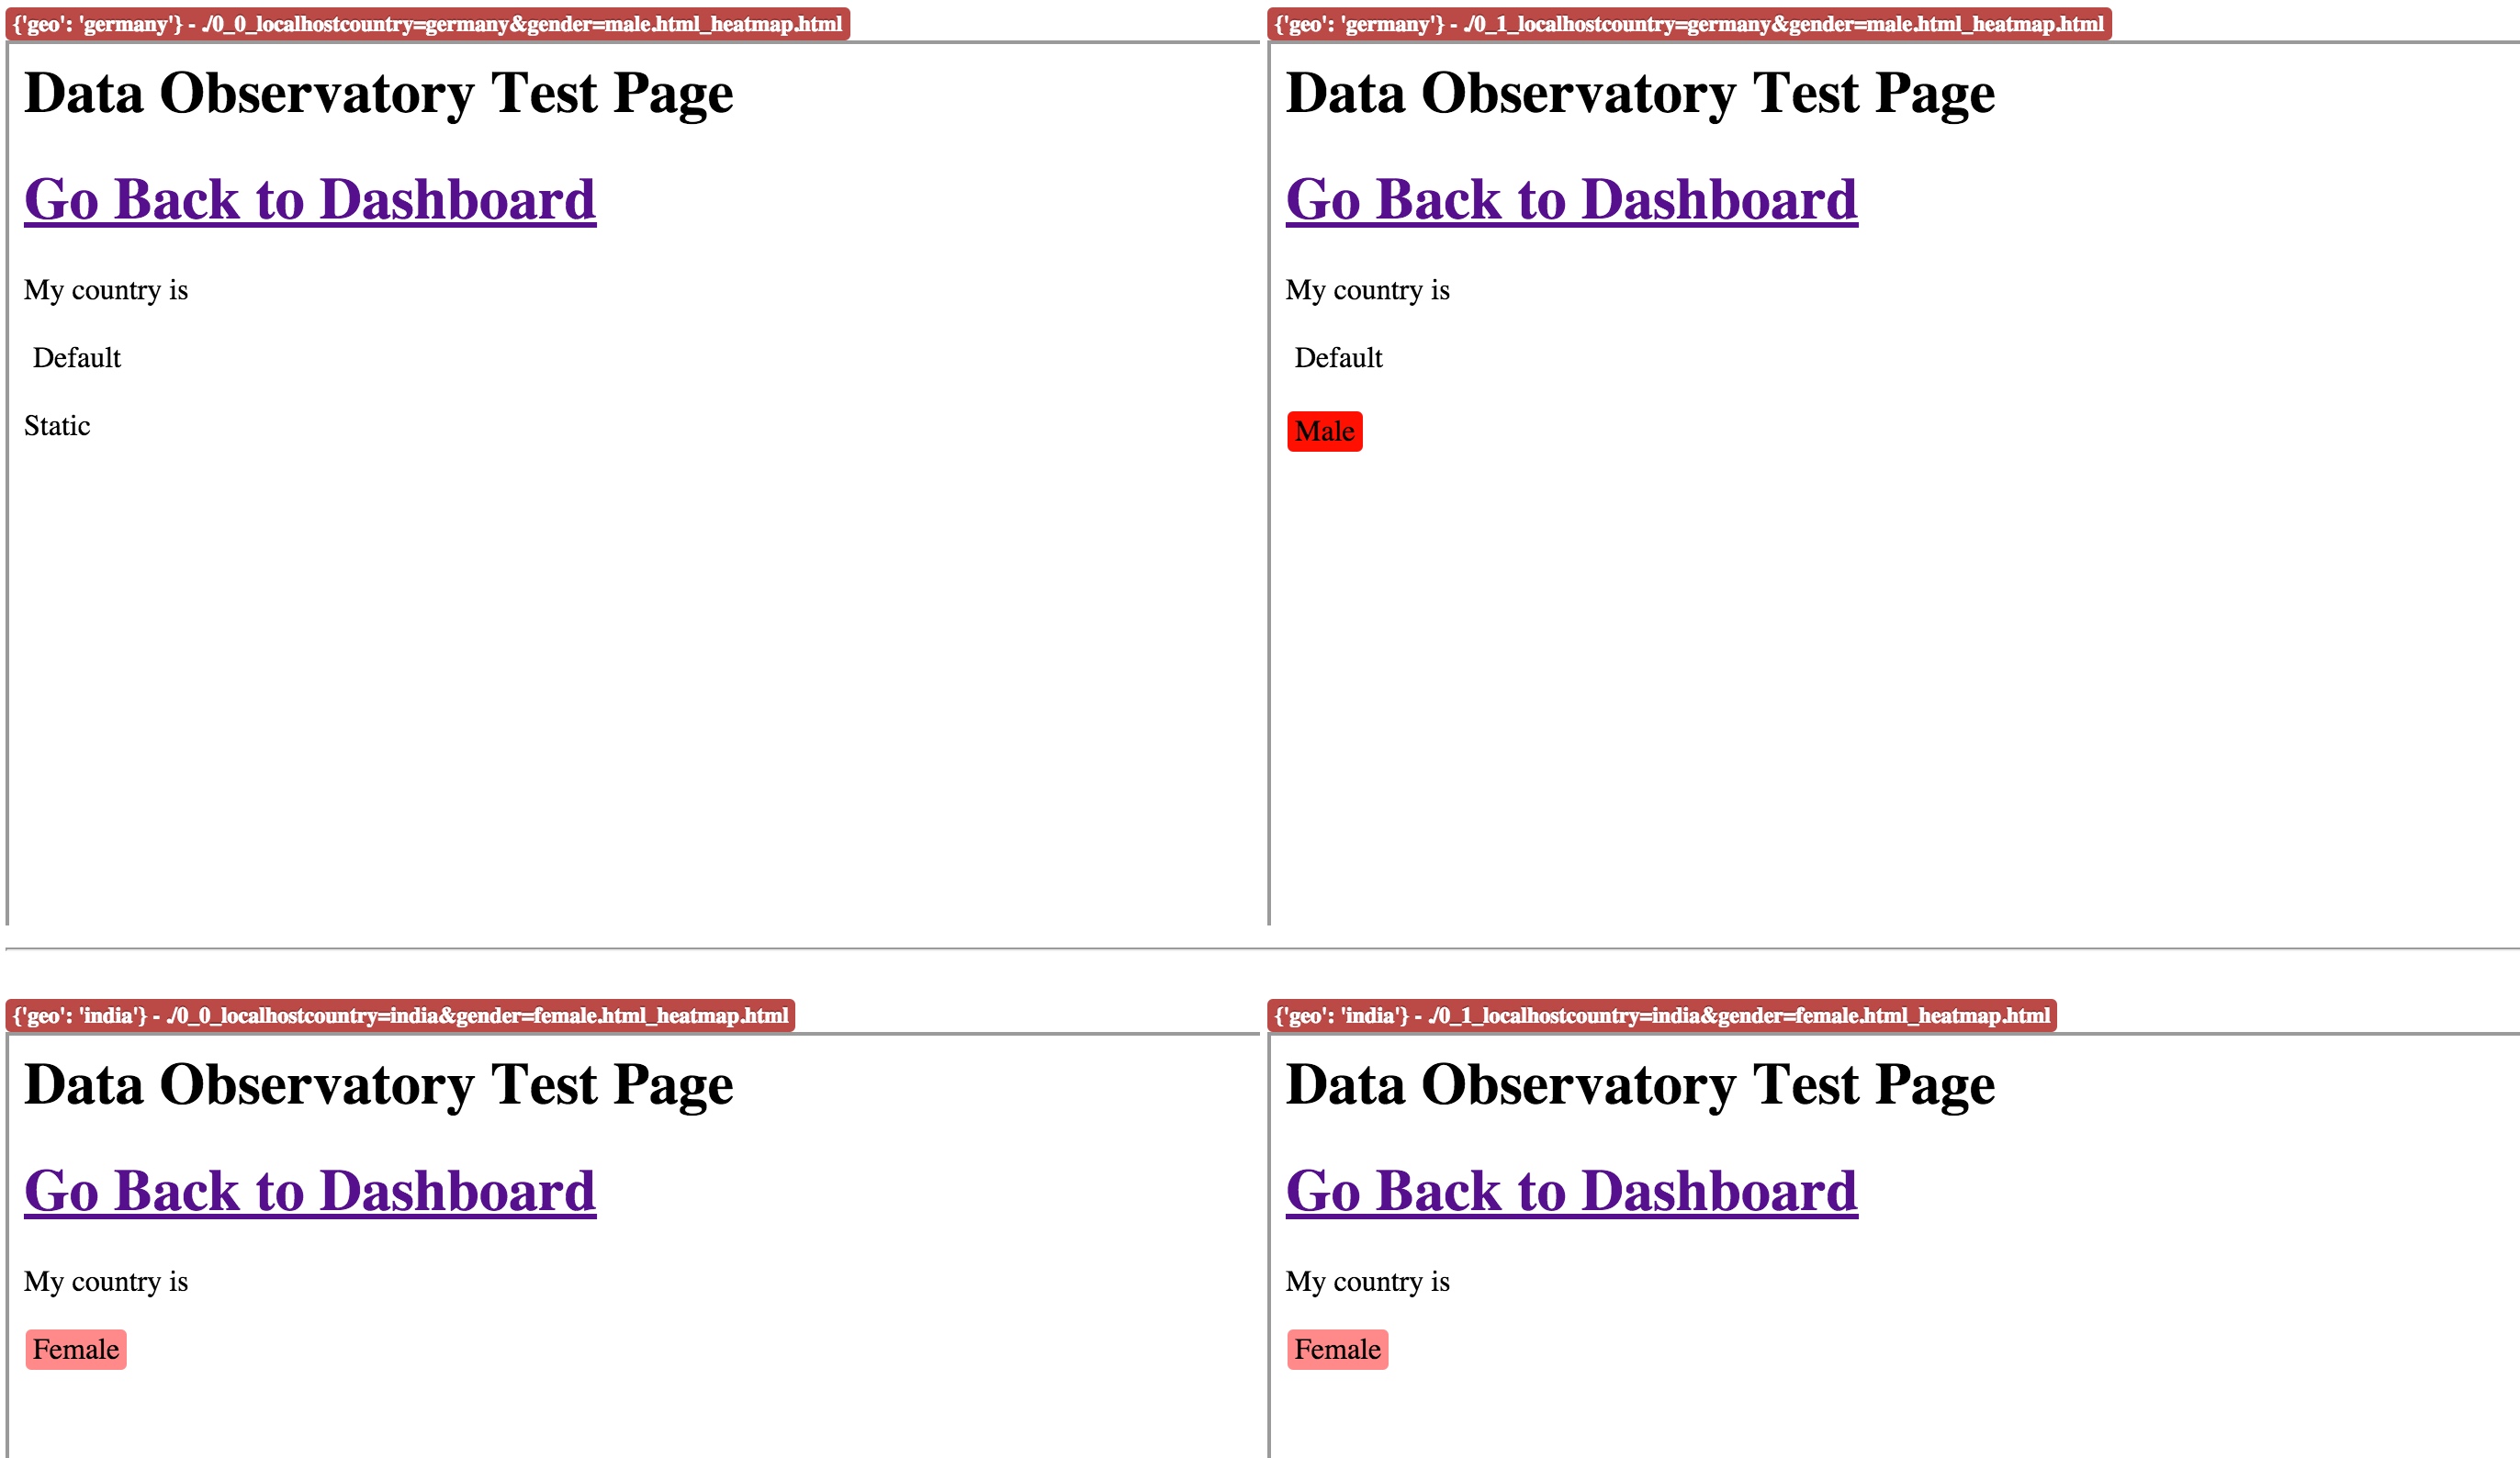 {'geo': 'germany'} - ./0_0_localhostcountry=germany&gender=male.html_heatmap.html
Data Observatory Test Page
Go Back to Dashboard
My country is
Default
Static
{'geo': 'germany'} - ./0_1_localhostcountry=germany&gender=male.html_heatmap.html
Data Observatory Test Page
Go Back to Dashboard
My country is
Default
Male
{'geo': 'india'} - ./0_0_localhostcountry=india&gender=female.html_heatmap.html
Data Observatory Test Page
Go Back to Dashboard
My country is
Female
{'geo': 'india'} - ./0_1_localhostcountry=india&gender=female.html_heatmap.html
Data Observatory Test Page
Go Back to Dashboard
My country is
Female